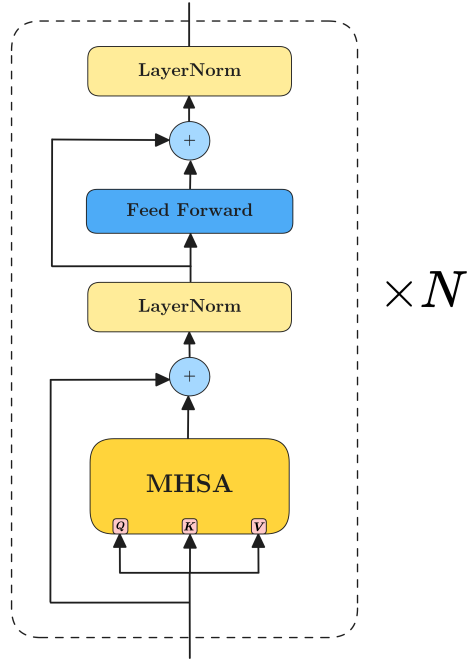 LayerNorm
+
Feed Forward
LayerNorm
×N
+
MHSA
Q K V